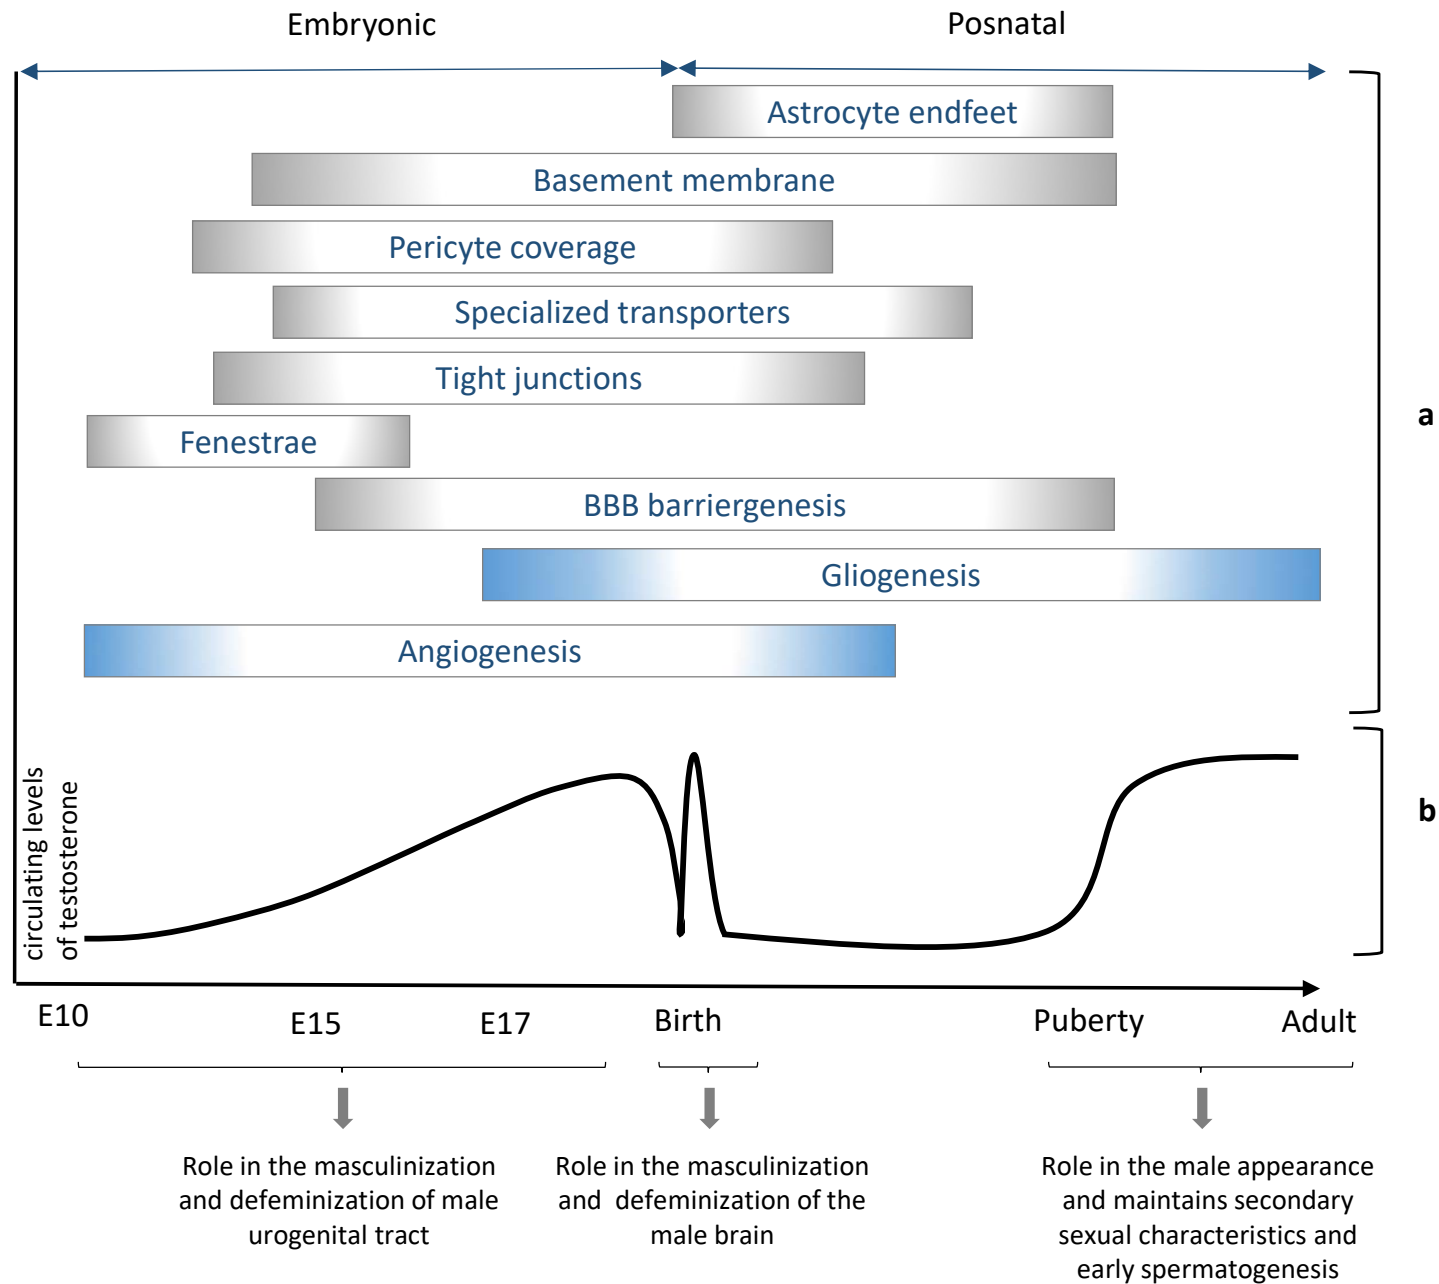 Embryonic
Posnatal
Astrocyte endfeet
Basement membrane
Pericyte coverage
Specialized transporters
Tight junctions
Fenestrae
BBB barriergenesis
Gliogenesis
Angiogenesis
a
circulating levels
of testosterone
b
E10
E15
E17
Birth
Puberty
Adult
Role in the masculinization
and defeminization of male
urogenital tract
Role in the masculinization
and defeminization of the
male brain
Role in the male appearance
and maintains secondary
sexual characteristics and
early spermatogenesis